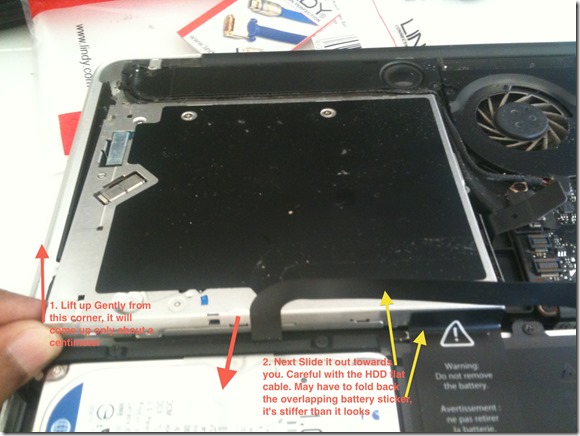 www.lindy.com
LINDY
LINDY
1. Lift up Gently from
this corner, it will
come up only about a
centimeter
2. Next Slide it out towards
you. Careful with the HDD flat
cable. May have to fold back
the overlapping battery sticker,
it's stiffer than it looks
Warning:
Do not remove
the battery.
Avertissement :
ne pas retirer
la batterie.